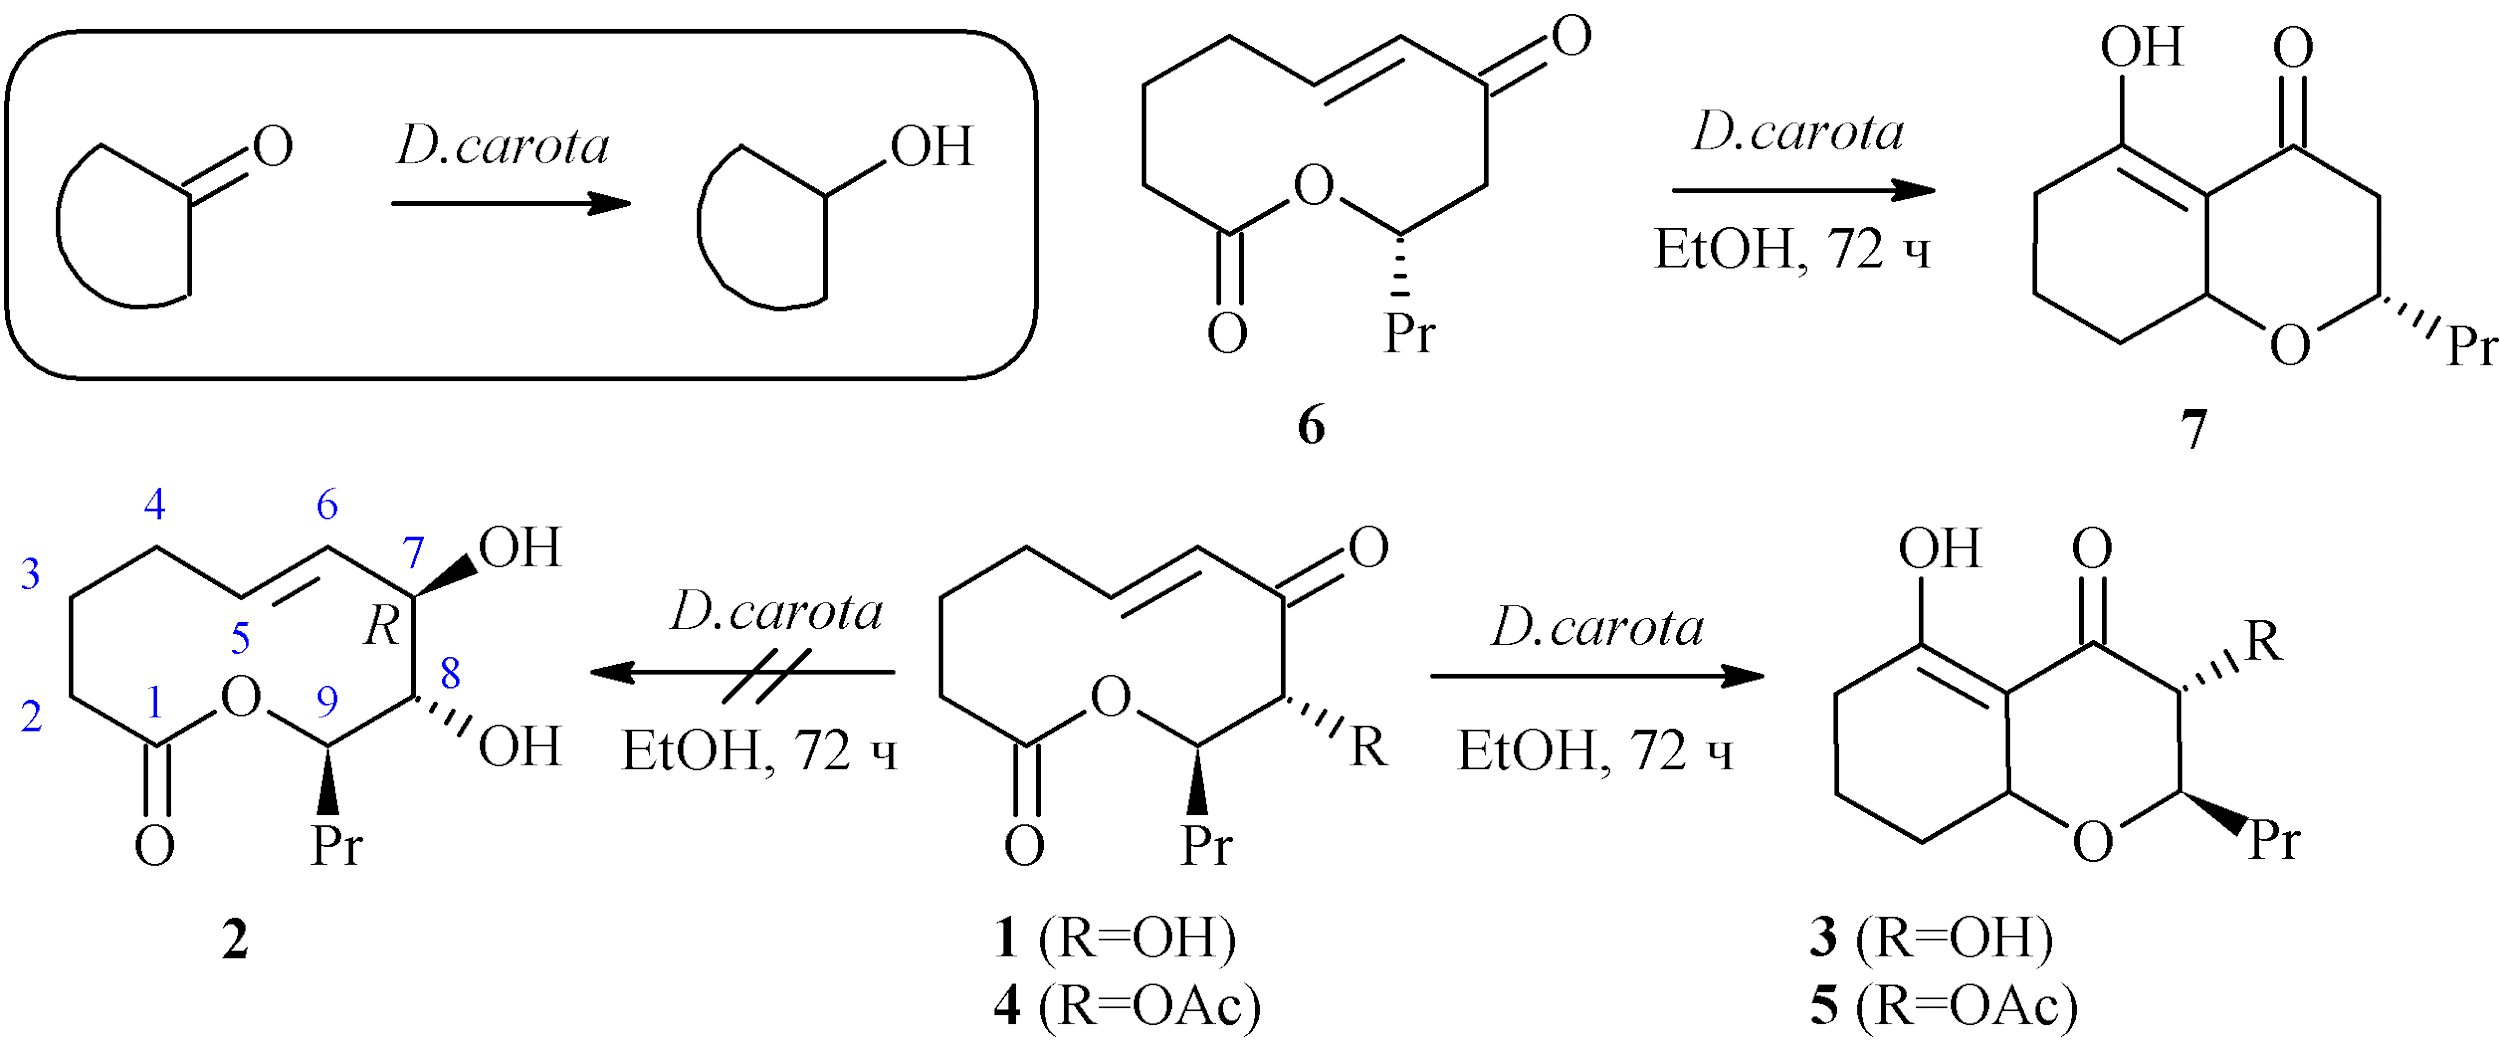 O
D.carota
OH
O
O
O
Pr
6
D.carota
EtOH, 72 ч
OH
O
O
Pr
7
4
6
OH
3
7
R
5
8
2
1
O
9
OH
O
Pr
2
D.carota
EtOH, 72 ч
O
O
R
O
Pr
1 (R=OH)
4 (R=OAc)
D.carota
EtOH, 72 ч
OH
O
R
O
Pr
3 (R=OH)
5 (R=OAc)